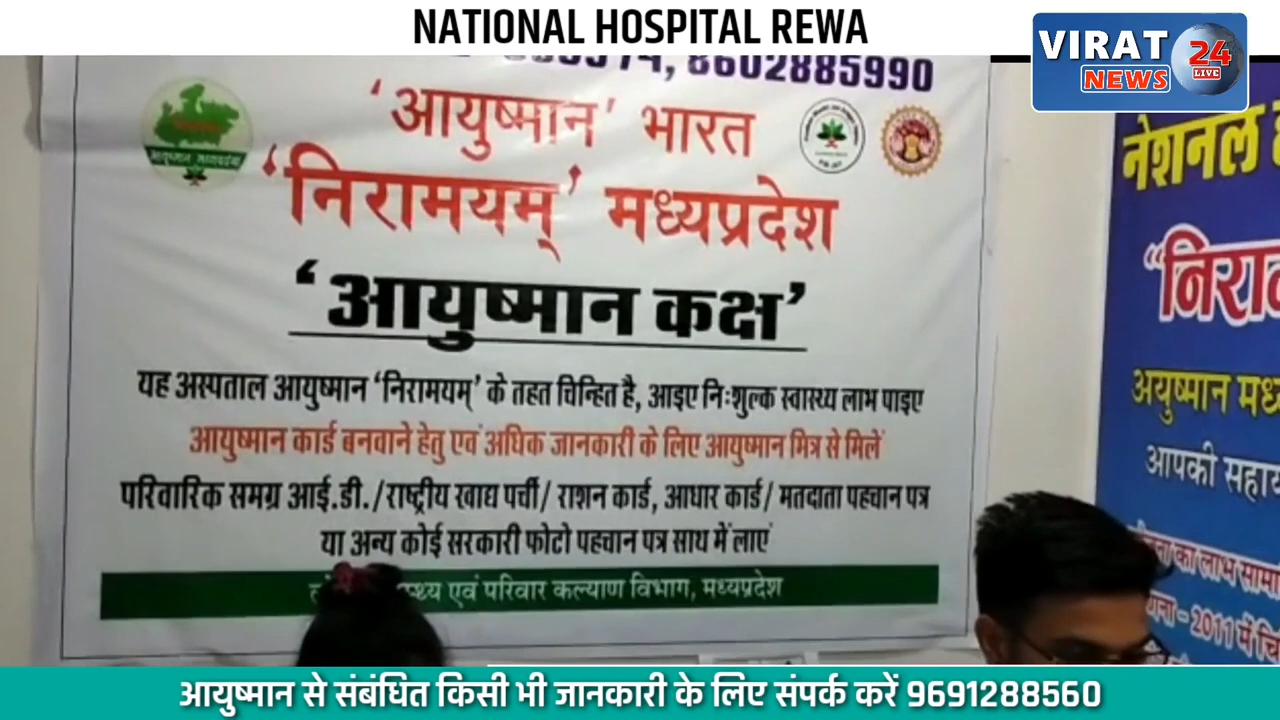 NATIONAL HOSPITAL REWA
VIRAT
24
NEWS
LIVE
8602885990
'आयुष्मान' भारत
'निरामयम्' मध्यप्रदेश
'आयुष्मान कक्ष'
यह अस्पताल आयुष्मान 'निरामयम्' के तहत चिन्हित है, आइए निःशुल्क स्वास्थ्य लाभ पाइए
आयुष्मान कार्ड बनवाने हेतु एवं अधिक जानकारी के लिए आयुष्मान मित्र से मिलें
परिवारिक समग्र आई.डी./राष्ट्रीय खाद्य पर्ची/ राशन कार्ड, आधार कार्ड/ मतदाता पहचान पत्र
या अन्य कोई सरकारी फोटो पहचान पत्र साथ में लाएं
एवं परिवार कल्याण विभाग, मध्यप्रदेश
नेशनल
"निरा
अयुष्मान मध्य
आपकी सहाय
का लाभ सामा
- 2011 में चि
आयुष्मान से संबंधित किसी भी जानकारी के लिए संपर्क करें 9691288560